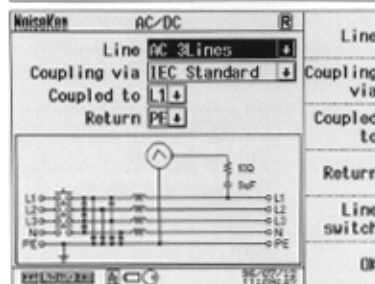 NoiseKen AC/DC R
Line AC 3Lines
Coupling via IEC Standard
Coupled to L1
Return PE
10Ω
9uF
L1 L1
L2 L2
L3 L3
N N
PE PE
Line
Coupling
via
Coupled
to
Return
Line
switch
OK